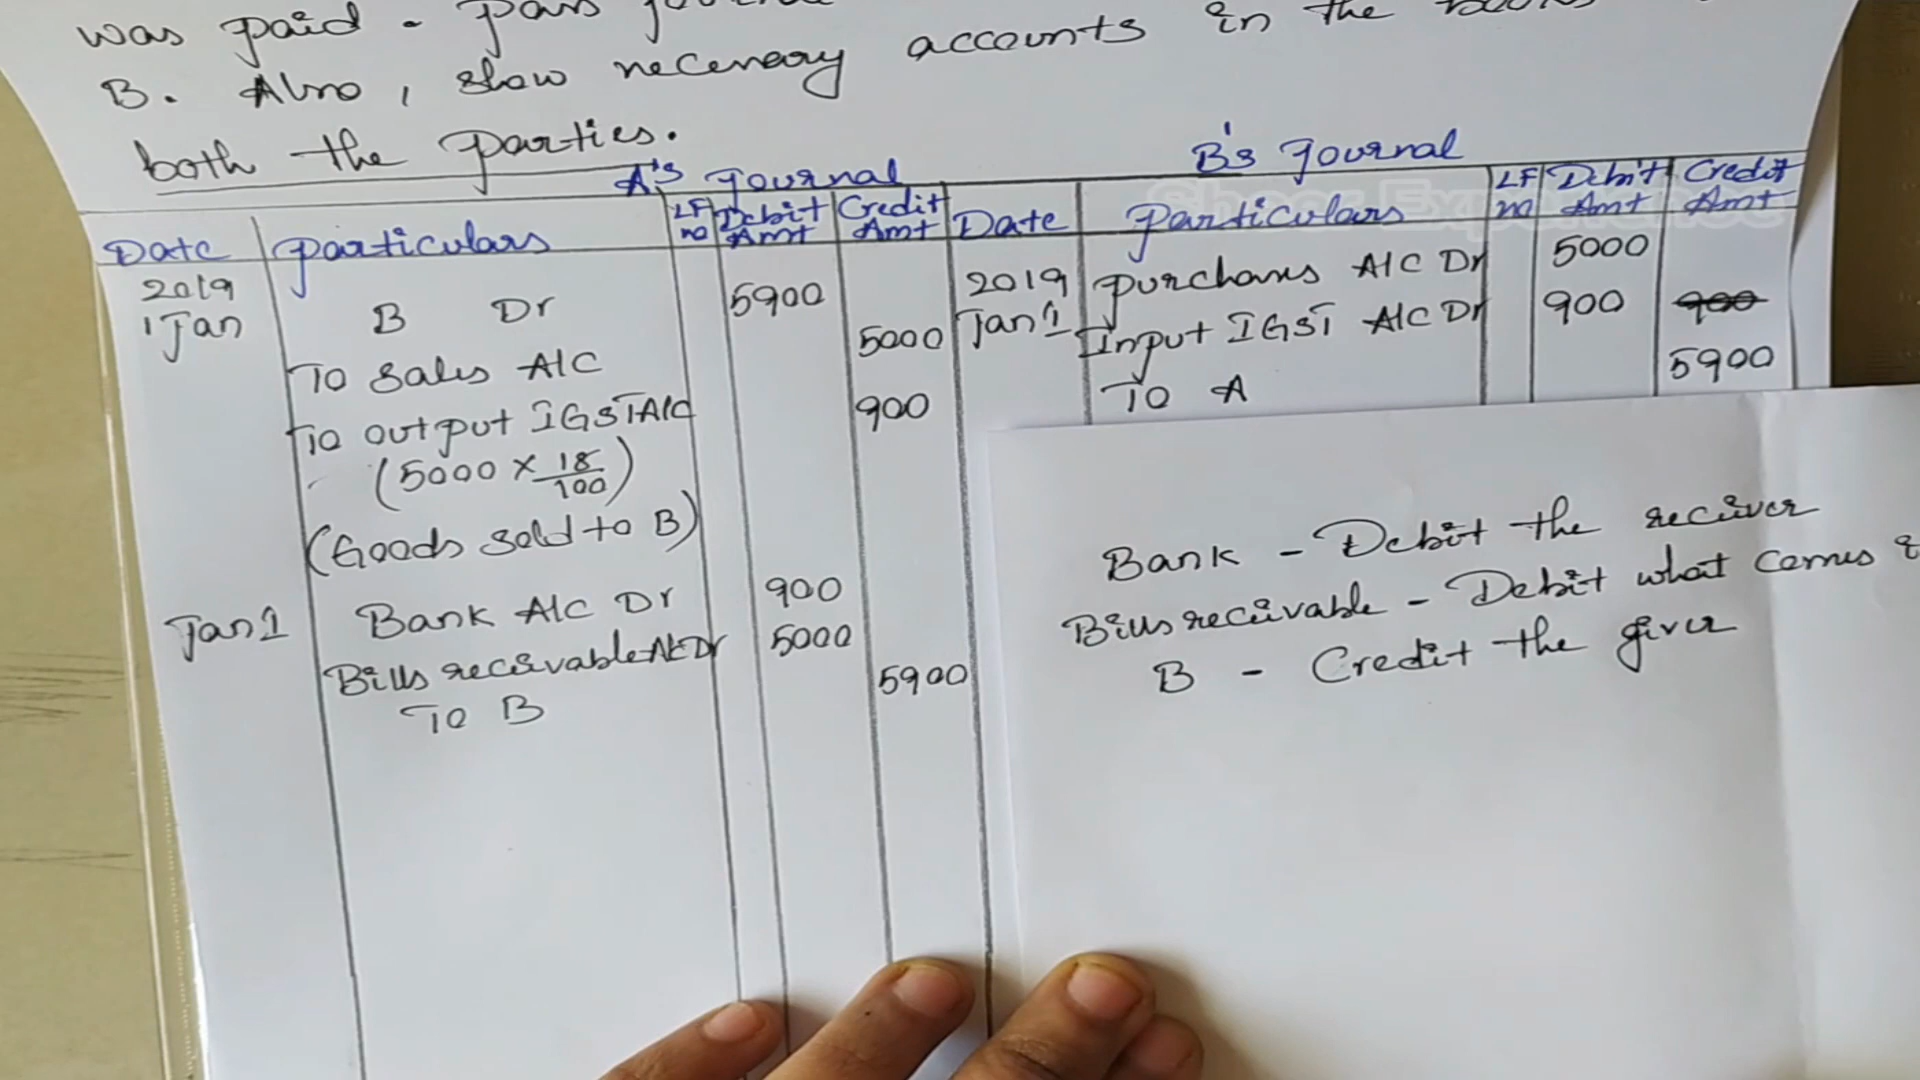 was paid - pass
B. Also, show necessary accounts in the books
both the parties.
A's Journal
Date Particulars LF no Debit Amt Credit Amt
2019
1 Jan B Dr 5900
To Sales A/C 5000
To output IGST A/C 900
(5000 × 18/100)
(Goods sold to B)
Jan 1 Bank A/C Dr 900
Bills receivable A/C Dr 5000
To B 5900
B's Journal
Date Particulars LF no Debit Amt Credit Amt
2019 Purchases A/C Dr 5000
Jan 1 Input IGST A/C Dr 900 900
To A 5900
Bank - Debit the receiver
Bills receivable - Debit what comes
B - Credit the giver